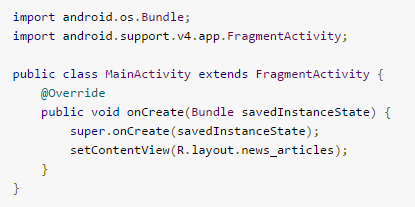 import android.os.Bundle;
import android.support.v4.app.FragmentActivity;
public class MainActivity extends FragmentActivity {
    @Override
    public void onCreate(Bundle savedInstanceState) {
        super.onCreate(savedInstanceState);
        setContentView(R.layout.news_articles);
    }
}